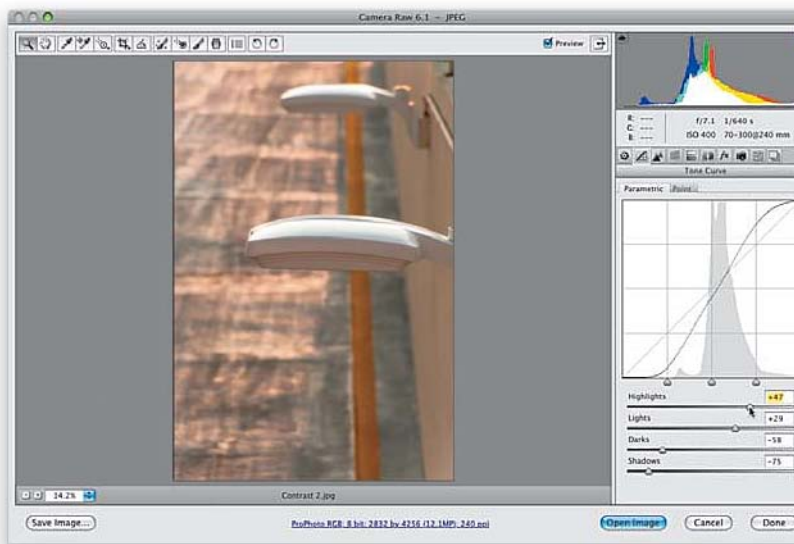 Camera Raw 6.1 – JPEG
Preview
R: ---
G: ---
B: ---
f/7.1 1/640 s
ISO 400 70-300@240 mm
Tone Curve
Parametric Point
Highlights +47
Lights +29
Darks -58
Shadows -75
14.2% Contrast 2.jpg
Save Image... ProPhoto RGB; 8 bit; 2832 by 4256 (12.1MP); 240 ppi Open Image Cancel Done